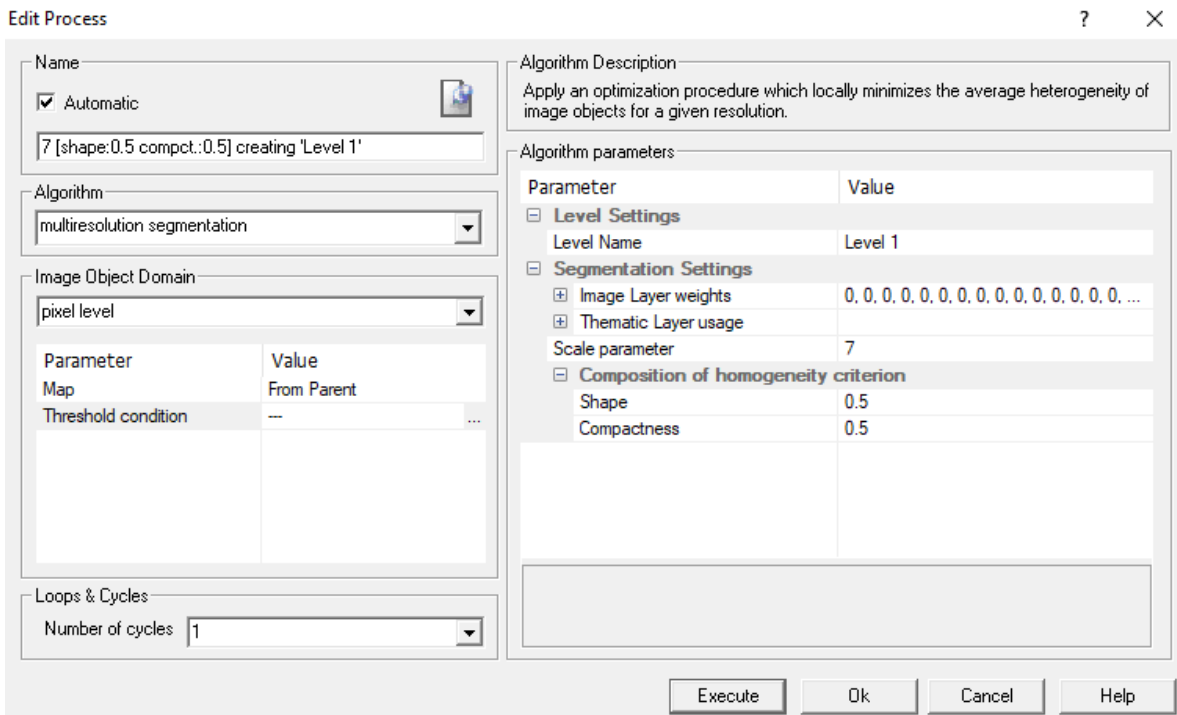 Edit Process
? X
Name
Automatic
7 [shape:0.5 compct.:0.5] creating 'Level 1'
Algorithm
multiresolution segmentation
Image Object Domain
pixel level
Parameter Value
Map From Parent
Threshold condition --- ...
Loops & Cycles
Number of cycles 1
Algorithm Description
Apply an optimization procedure which locally minimizes the average heterogeneity of
image objects for a given resolution.
Algorithm parameters
Parameter Value
Level Settings
Level Name Level 1
Segmentation Settings
Image Layer weights 0, 0, 0, 0, 0, 0, 0, 0, 0, 0, 0, 0, 0, 0, 0, ...
Thematic Layer usage
Scale parameter 7
Composition of homogeneity criterion
Shape 0.5
Compactness 0.5
Execute Ok Cancel Help